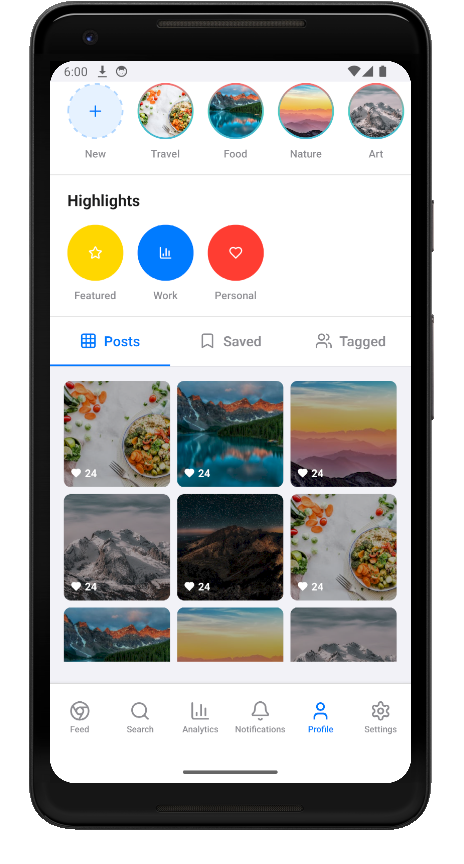 6:00
New Travel Food Nature Art
Highlights
Featured Work Personal
Posts Saved Tagged
24 24 24
24 24 24
Feed Search Analytics Notifications Profile Settings